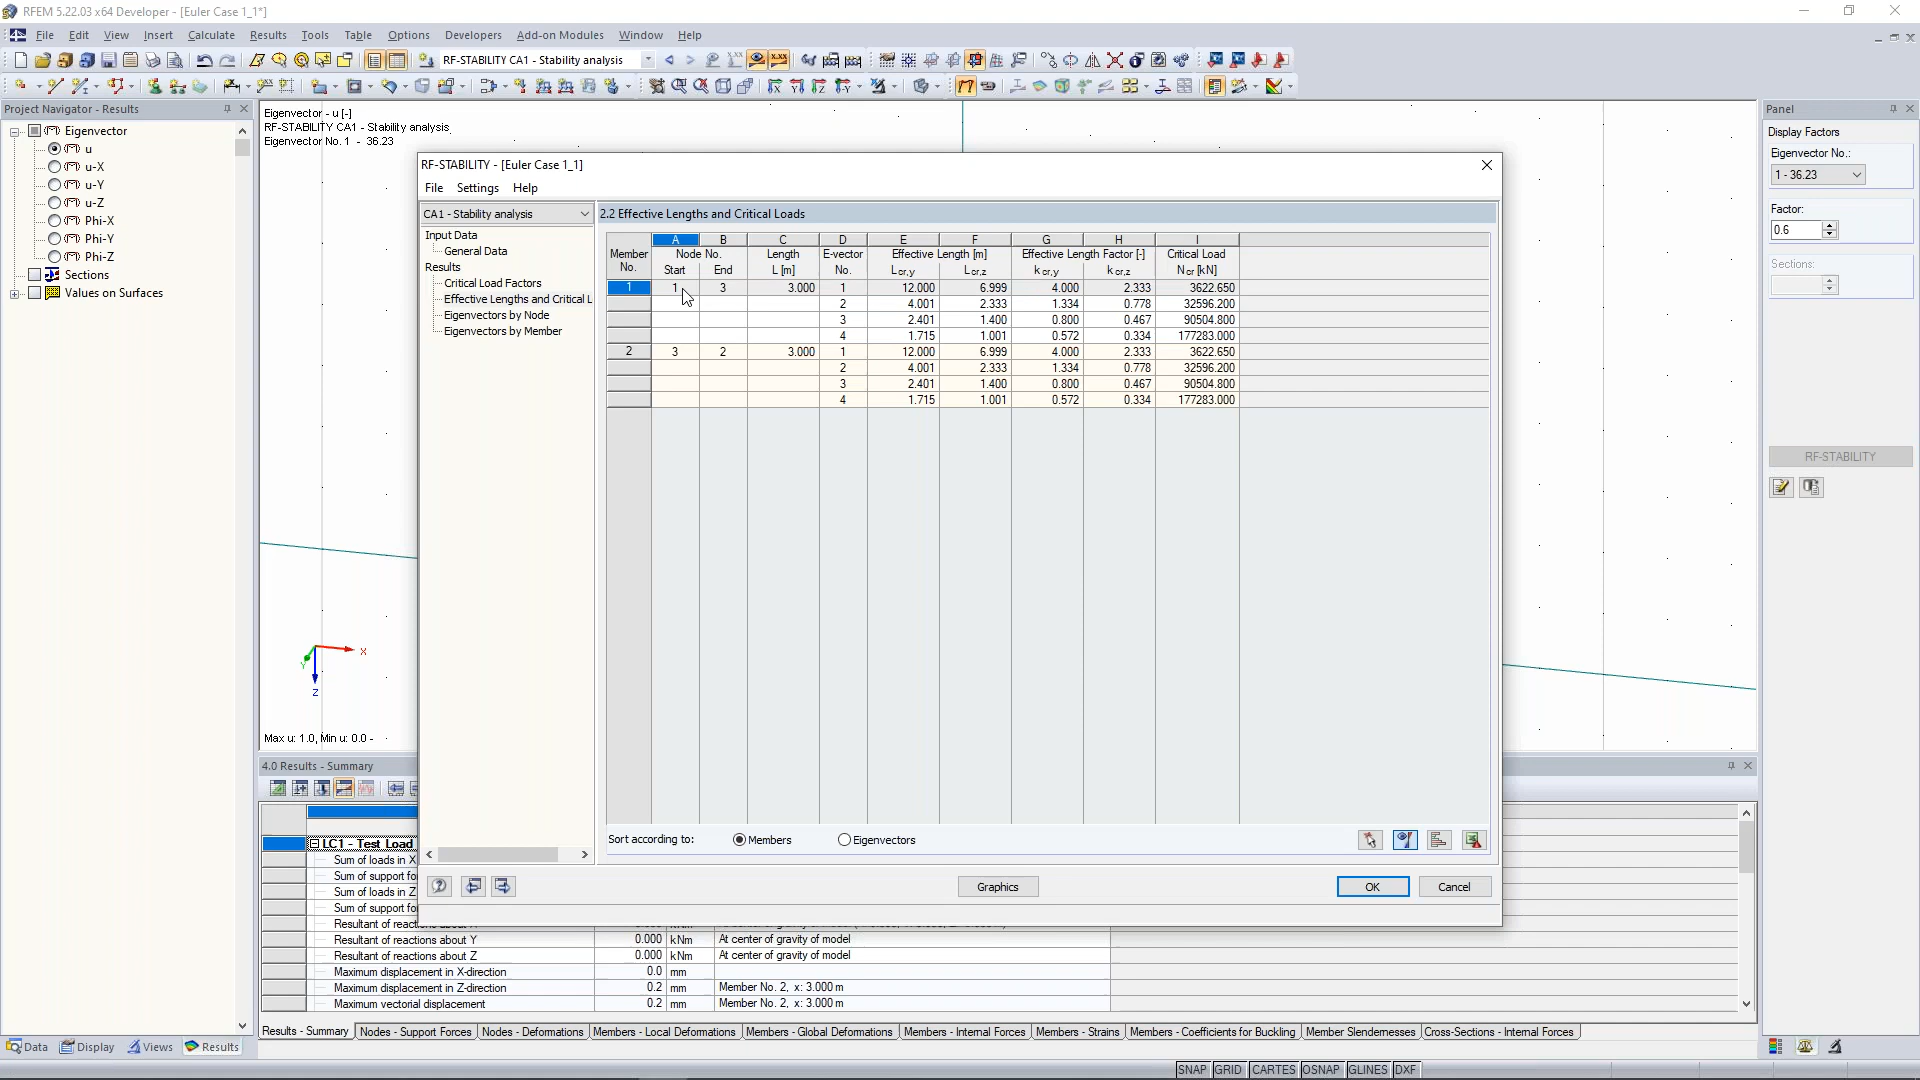 RFEM 5.22.03 x64 Developer - [Euler Case 1_1*]
File Edit View Insert Calculate Results Tools Table Options Developers Add-on Modules Window Help
RF-STABILITY CA1 - Stability analysis
Project Navigator - Results
Eigenvector
u
u-X
u-Y
u-Z
Phi-X
Phi-Y
Phi-Z
Sections
Values on Surfaces
Data Display Views Results
Eigenvector - u [-]
RF-STABILITY CA1 - Stability analysis
Eigenvector No. 1 - 36.23
X
Y
Z
Max u: 1.0, Min u: 0.0 -
RF-STABILITY - [Euler Case 1_1]
File Settings Help
CA1 - Stability analysis
Input Data
General Data
Results
Critical Load Factors
Effective Lengths and Critical L
Eigenvectors by Node
Eigenvectors by Member
2.2 Effective Lengths and Critical Loads
A B C D E F G H I
Member Node No. Length E-vector Effective Length [m] Effective Length Factor [-] Critical Load
No. Start End L [m] No. L cr,y L cr,z k cr,y k cr,z N cr [kN]
1 1 3 3.000 1 12.000 6.999 4.000 2.333 3622.650
2 4.001 2.333 1.334 0.778 32596.200
3 2.401 1.400 0.800 0.467 90504.800
4 1.715 1.001 0.572 0.334 177283.000
2 3 2 3.000 1 12.000 6.999 4.000 2.333 3622.650
2 4.001 2.333 1.334 0.778 32596.200
3 2.401 1.400 0.800 0.467 90504.800
4 1.715 1.001 0.572 0.334 177283.000
Sort according to: Members Eigenvectors
Graphics OK Cancel
Panel
Display Factors
Eigenvector No.:
1 - 36.23
Factor:
0.6
Sections:
RF-STABILITY
4.0 Results - Summary
LC1 - Test Load
Sum of loads in X
Sum of support fo
Sum of loads in Z
Sum of support fo
Resultant of reactions about Y 0.000 kNm At center of gravity of model
Resultant of reactions about Z 0.000 kNm At center of gravity of model
Maximum displacement in X-direction 0.0 mm
Maximum displacement in Z-direction 0.2 mm Member No. 2, x: 3.000 m
Maximum vectorial displacement 0.2 mm Member No. 2, x: 3.000 m
Results - Summary Nodes - Support Forces Nodes - Deformations Members - Local Deformations Members - Global Deformations Members - Internal Forces Members - Strains Members - Coefficients for Buckling Member Slendernesses Cross-Sections - Internal Forces
SNAP GRID CARTES OSNAP GLINES DXF